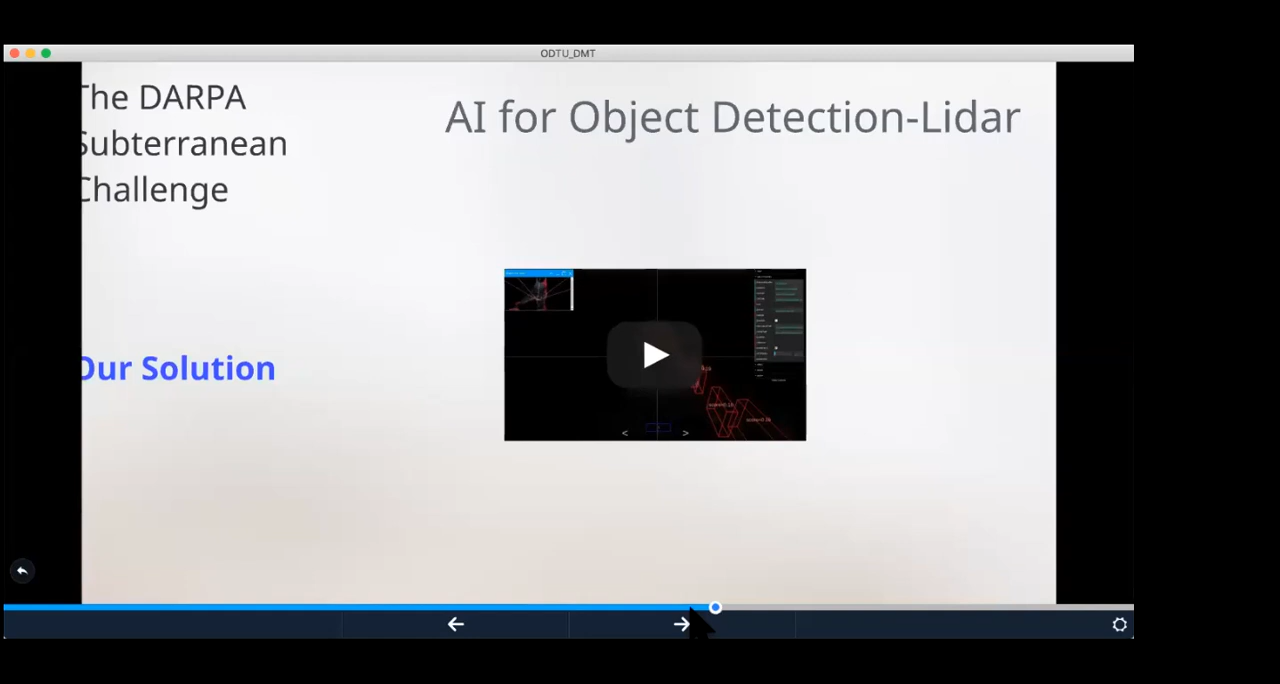 ODTU_DMT
The DARPA
Subterranean
Challenge
AI for Object Detection-Lidar
Our Solution